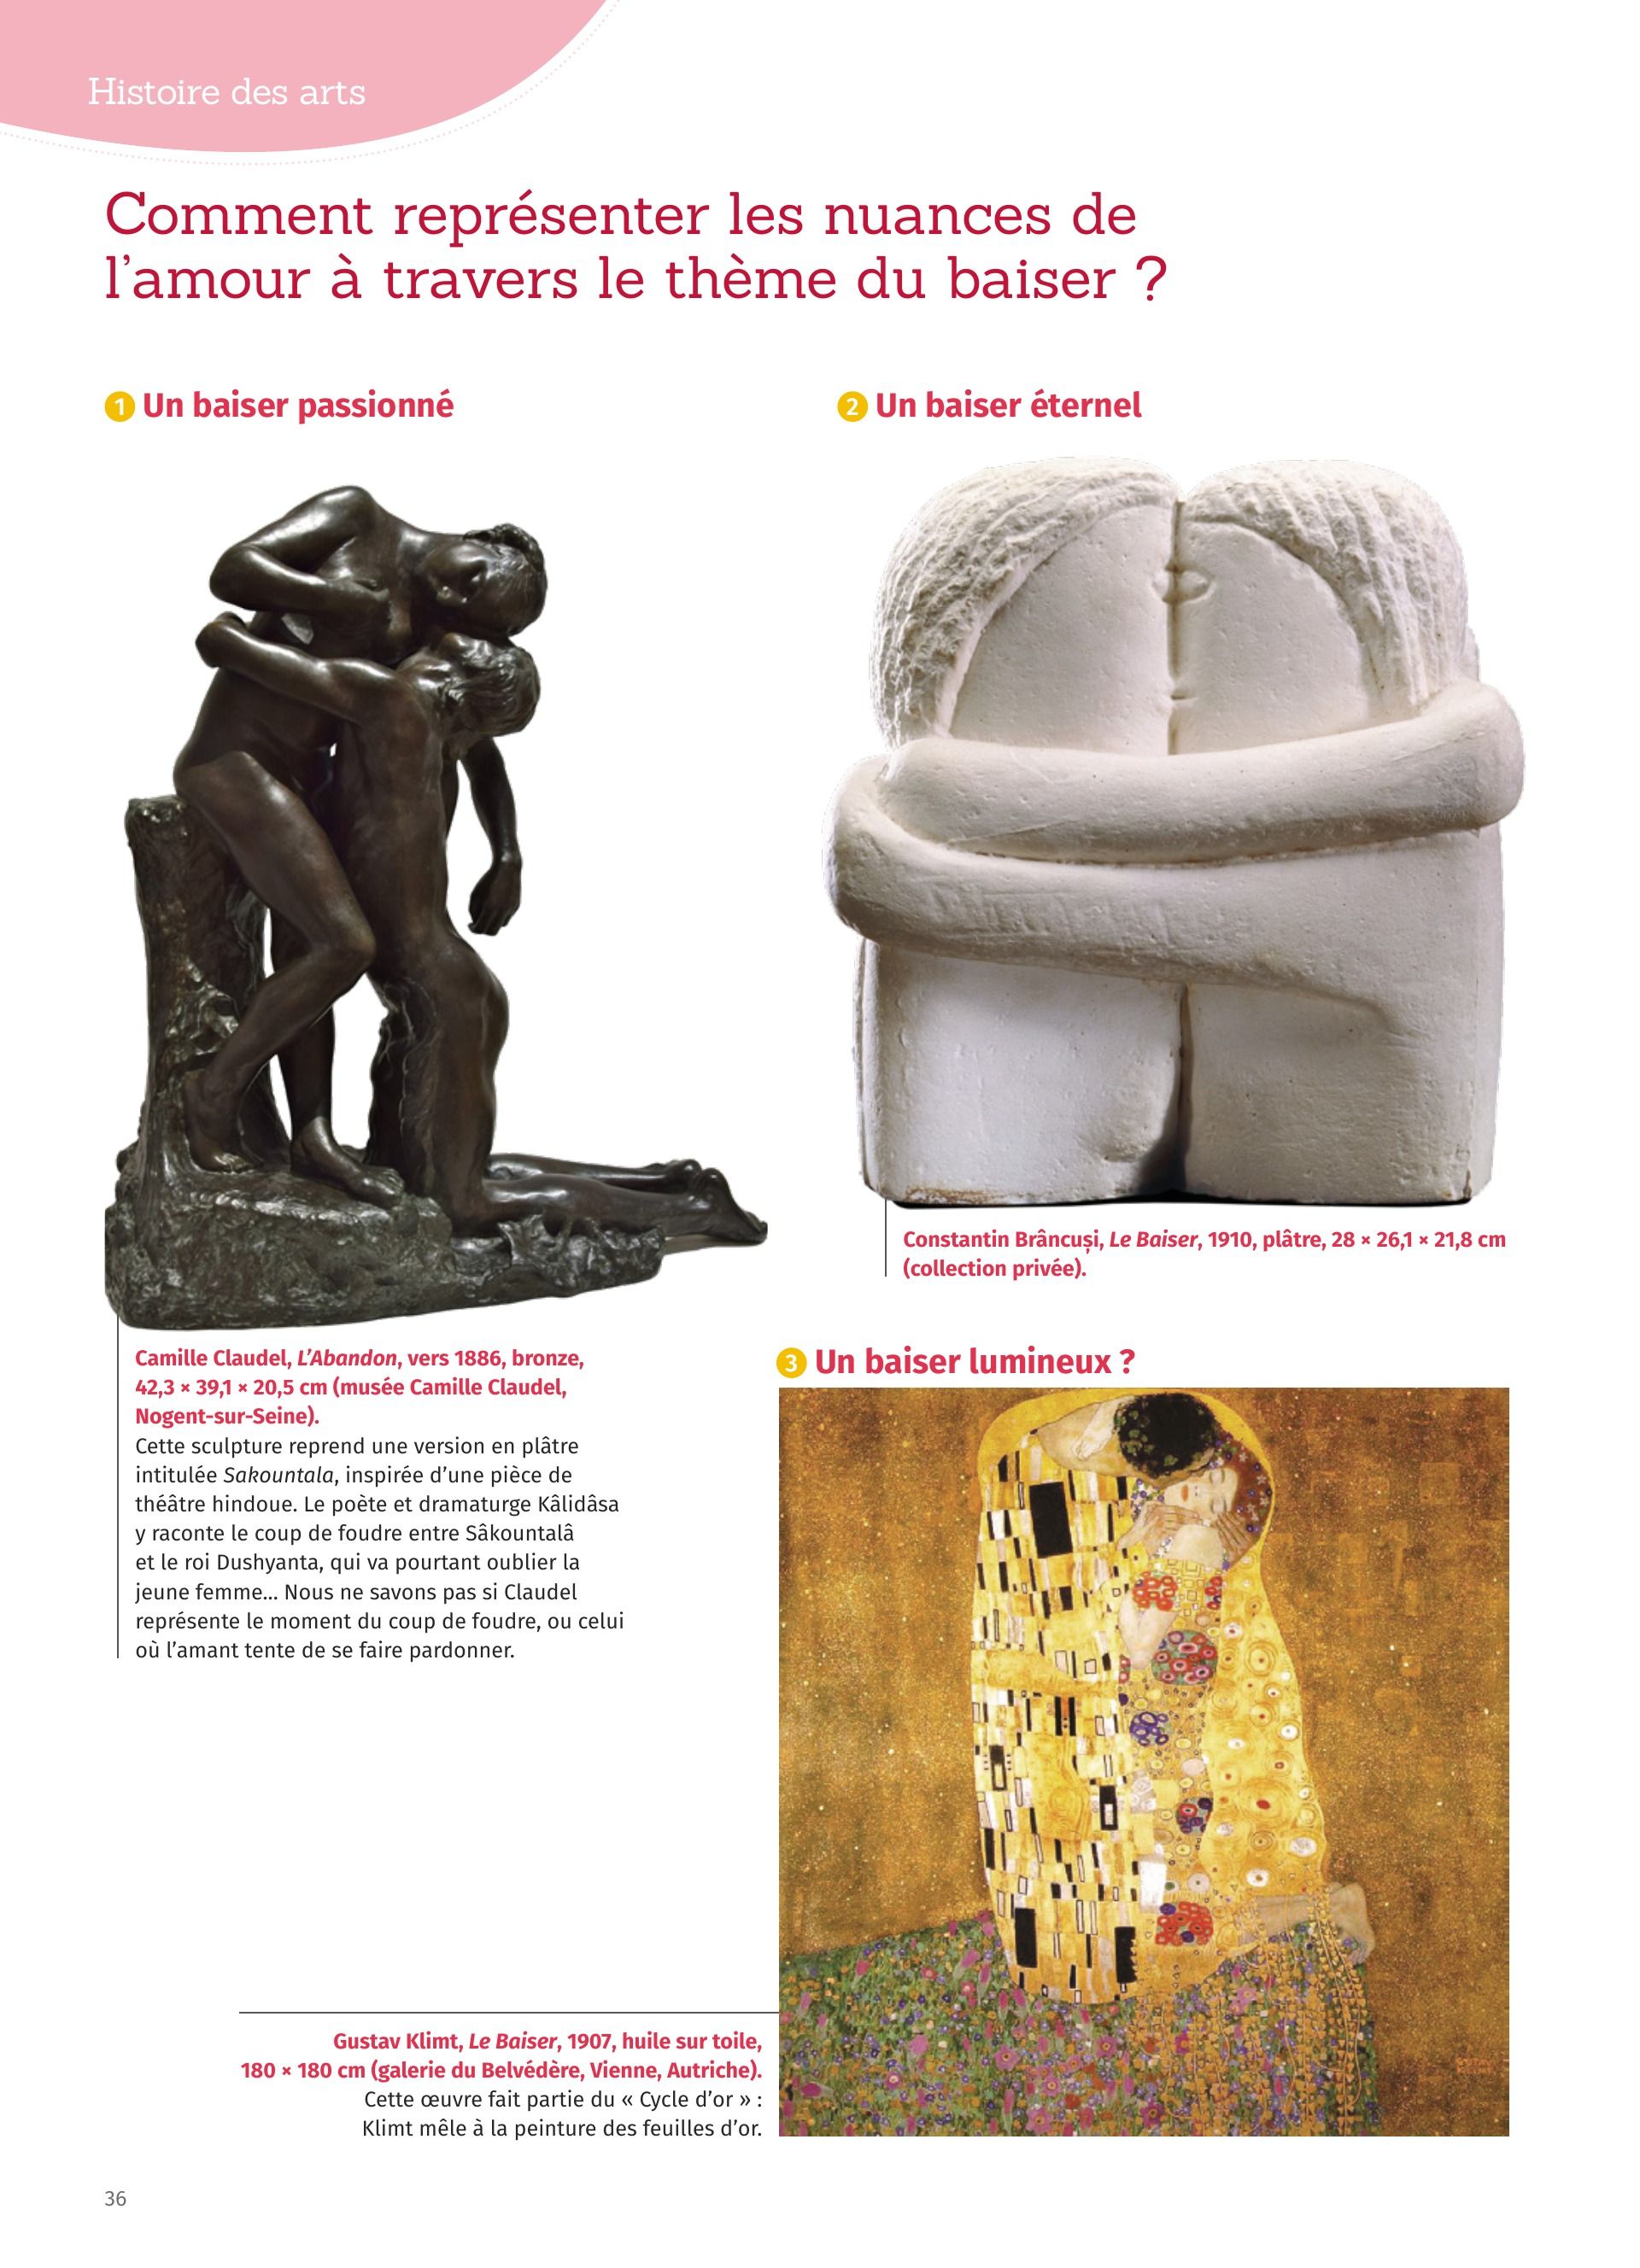 Histoire des arts
Comment représenter les nuances de
l'amour à travers le thème du baiser ?
1 Un baiser passionné
Camille Claudel, L'Abandon, vers 1886, bronze,
42,3 × 39,1 × 20,5 cm (musée Camille Claudel,
Nogent-sur-Seine).
Cette sculpture reprend une version en plâtre
intitulée Sakountala, inspirée d'une pièce de
théâtre hindoue. Le poète et dramaturge Kâlidâsa
y raconte le coup de foudre entre Sâkountalâ
et le roi Dushyanta, qui va pourtant oublier la
jeune femme... Nous ne savons pas si Claudel
représente le moment du coup de foudre, ou celui
où l'amant tente de se faire pardonner.
2 Un baiser éternel
Constantin Brâncuși, Le Baiser, 1910, plâtre, 28 × 26,1 × 21,8 cm
(collection privée).
3 Un baiser lumineux ?
Gustav Klimt, Le Baiser, 1907, huile sur toile,
180 × 180 cm (galerie du Belvédère, Vienne, Autriche).
Cette œuvre fait partie du « Cycle d'or » :
Klimt mêle à la peinture des feuilles d'or.
36